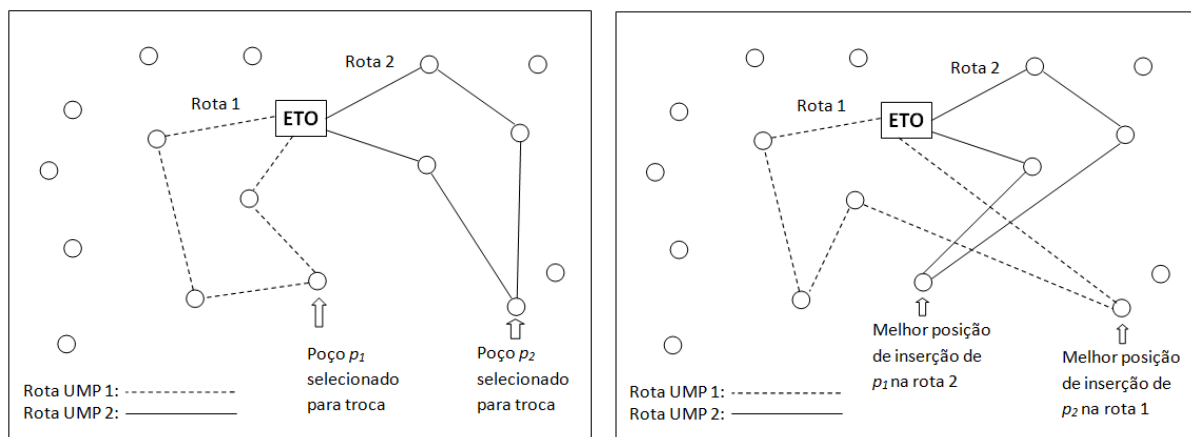 Rota 2
Rota 1
ETO
Poço p1
selecionado
para troca
Poço p2
selecionado
para troca
Rota UMP 1:
Rota UMP 2:
Rota 2
Rota 1
ETO
Melhor posição
de inserção de
p1 na rota 2
Melhor posição
de inserção de
p2 na rota 1
Rota UMP 1:
Rota UMP 2: